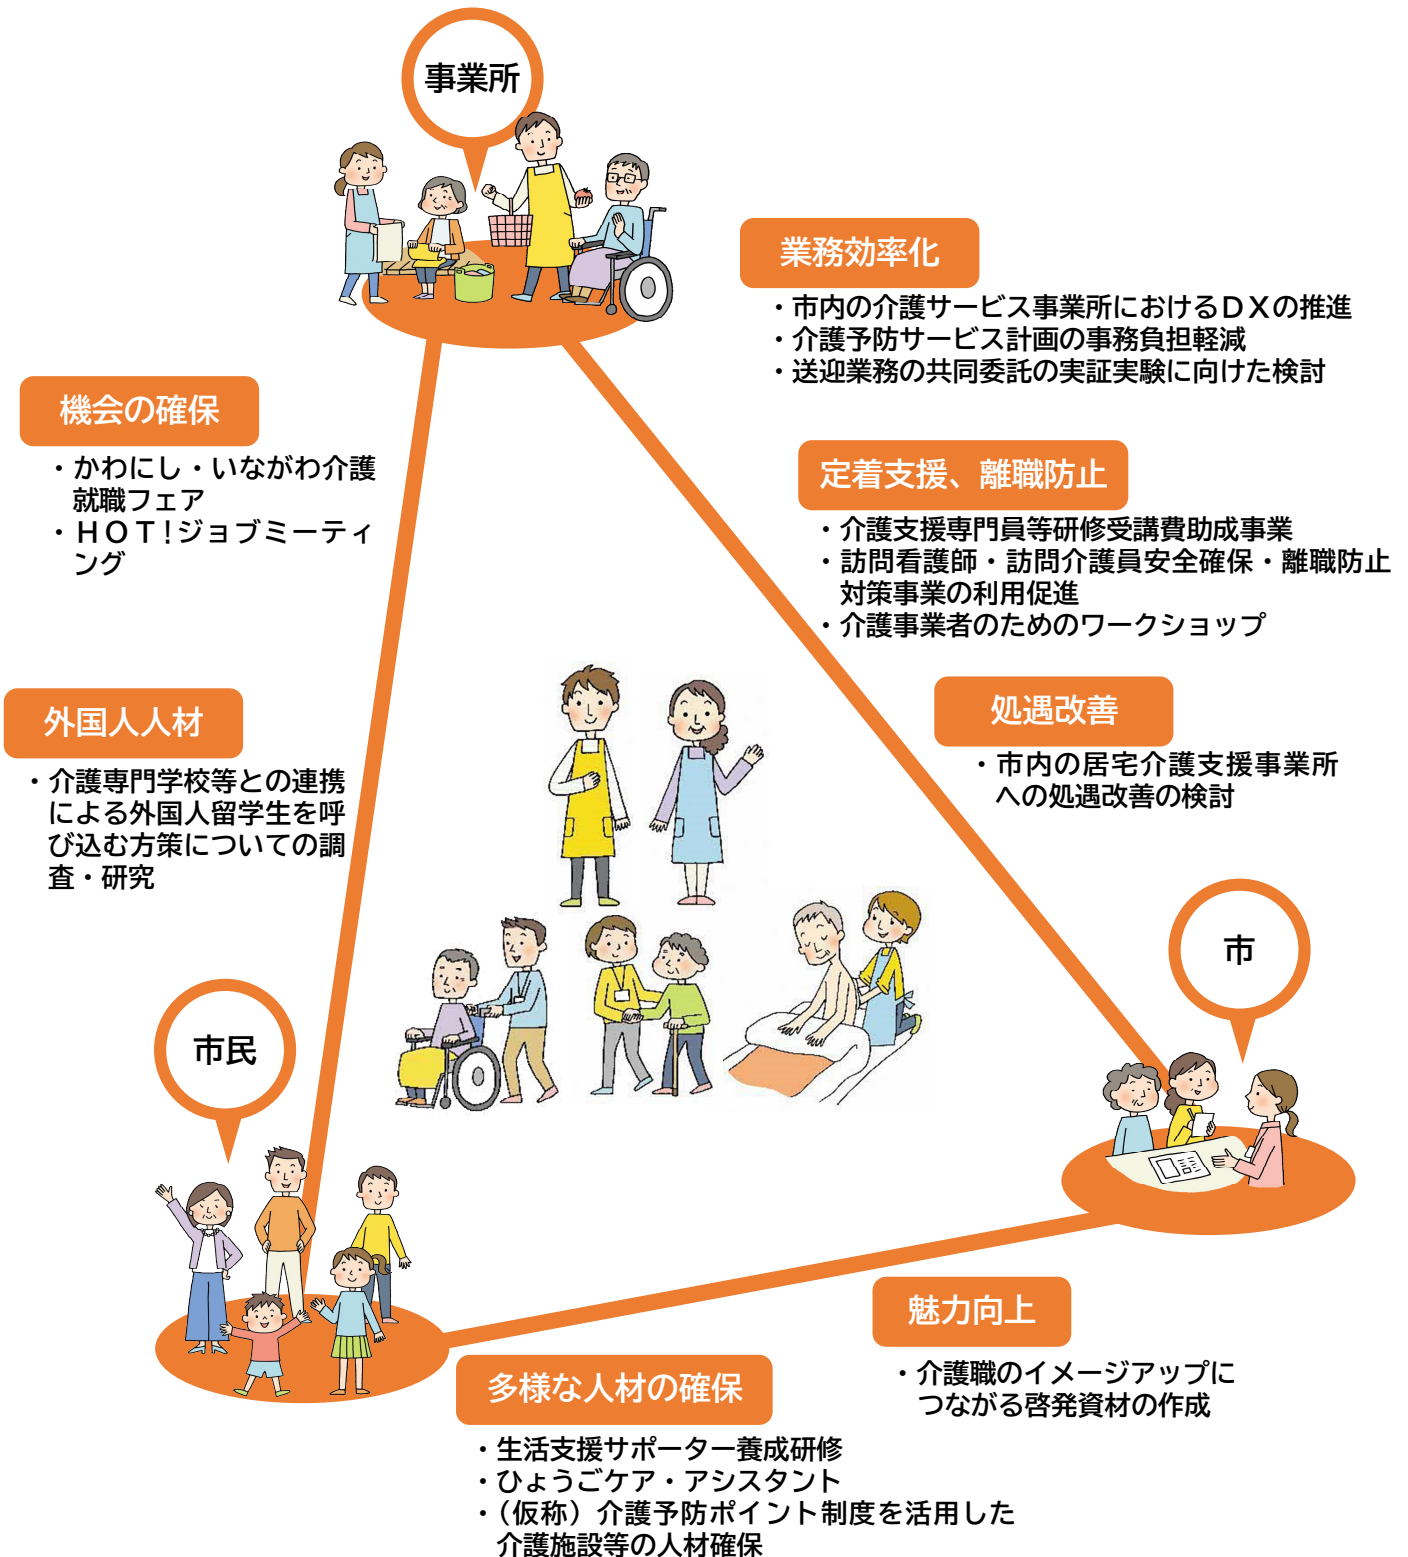 事業所
業務効率化
・市内の介護サービス事業所におけるＤＸの推進
・介護予防サービス計画の事務負担軽減
・送迎業務の共同委託の実証実験に向けた検討
機会の確保
・かわにし・いながわ介護
就職フェア
・ＨＯＴ！ジョブミーティ
ング
定着支援、離職防止
・介護支援専門員等研修受講費助成事業
・訪問看護師・訪問介護員安全確保・離職防止
対策事業の利用促進
・介護事業者のためのワークショップ
外国人人材
・介護専門学校等との連携
による外国人留学生を呼
び込む方策についての調
査・研究
処遇改善
・市内の居宅介護支援事業所
への処遇改善の検討
市
市民
魅力向上
・介護職のイメージアップに
つながる啓発資材の作成
多様な人材の確保
・生活支援サポーター養成研修
・ひょうごケア・アシスタント
・（仮称）介護予防ポイント制度を活用した
介護施設等の人材確保